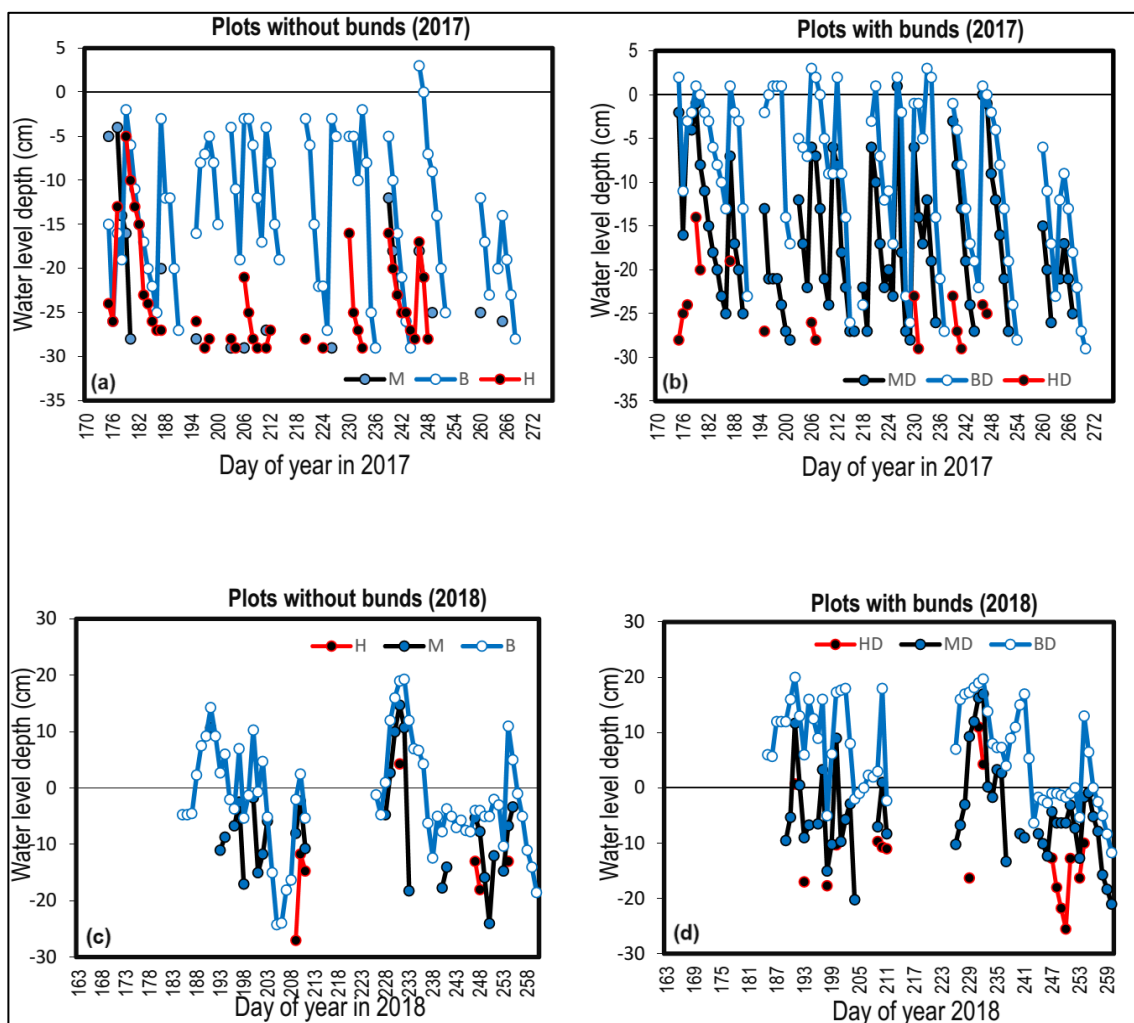 Plots without bunds (2017)
5
0
-5
-10
-15
-20
-25
-30
-35
Water level depth (cm)
(a)
M B H
170 176 182 188 194 200 206 212 218 224 230 236 242 248 254 260 266 272
Day of year in 2017
Plots with bunds (2017)
5
0
-5
-10
-15
-20
-25
-30
-35
Water level depth (cm)
(b)
MD BD HD
170 176 182 188 194 200 206 212 218 224 230 236 242 248 254 260 266 272
Day of year in 2017
Plots without bunds (2018)
30
20
10
0
-10
-20
-30
Water level depth (cm)
H M B
(c)
163 168 173 178 183 188 193 198 203 208 213 218 223 228 233 238 243 248 253 258
Day of year in 2018
Plots with bunds (2018)
30
20
10
0
-10
-20
-30
Water level depth (cm)
HD MD BD
(d)
163 169 175 181 187 193 199 205 211 217 223 229 235 241 247 253 259
Day of year 2018